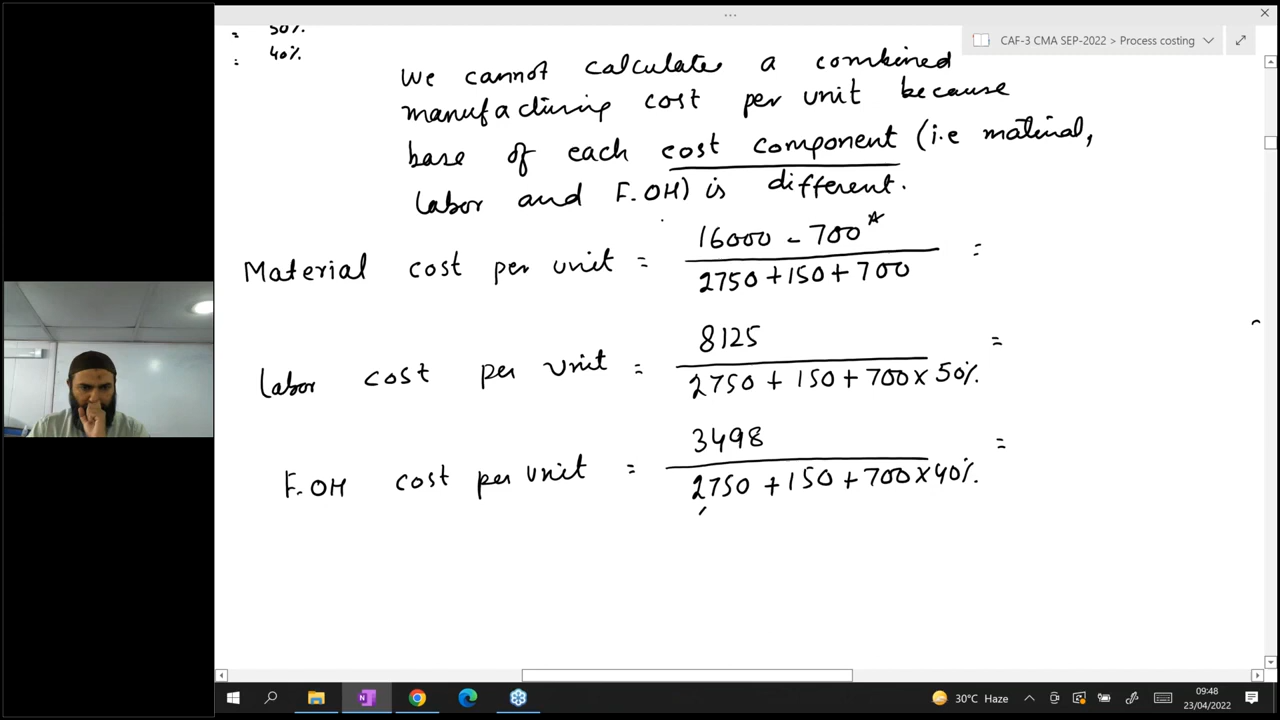 = 50%.
CAF-3 CMA SEP-2022 > Process costing
: 40%.
We cannot calculate a combined
manufacturing cost per unit because
base of each cost component (i.e material,
labor and F.OH) is different.
Material cost per unit = 16000 - 700* =
2750 + 150 + 700
Labor cost per unit = 8125 =
2750 + 150 + 700 x 50%.
F.OH cost per unit = 3498 =
2750 + 150 + 700 x 40%.
30°C Haze
09:48
23/04/2022